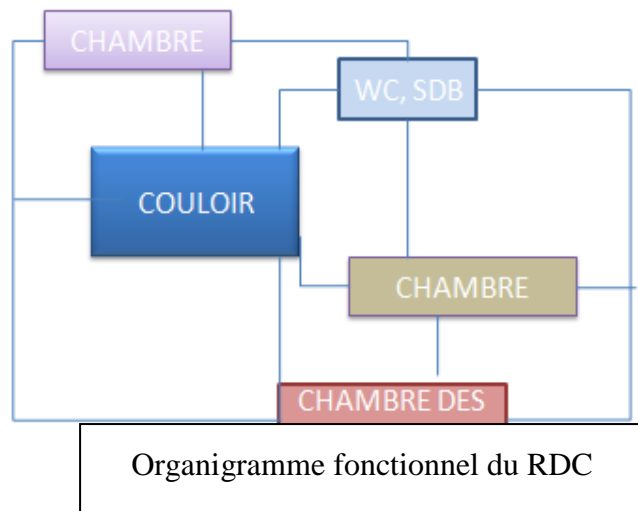 CHAMBRE
WC, SDB
COULOIR
CHAMBRE
CHAMBRE DES
Organigramme fonctionnel du RDC